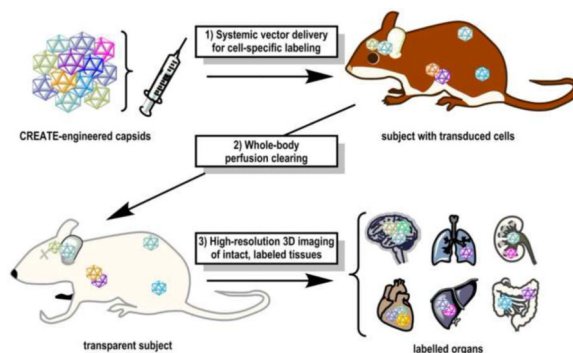 1) Systemic vector delivery
for cell-specific labeling
CREATE-engineered capsids
subject with transduced cells
2) Whole-body
perfusion clearing
3) High-resolution 3D imaging
of intact, labeled tissues
transparent subject
labelled organs